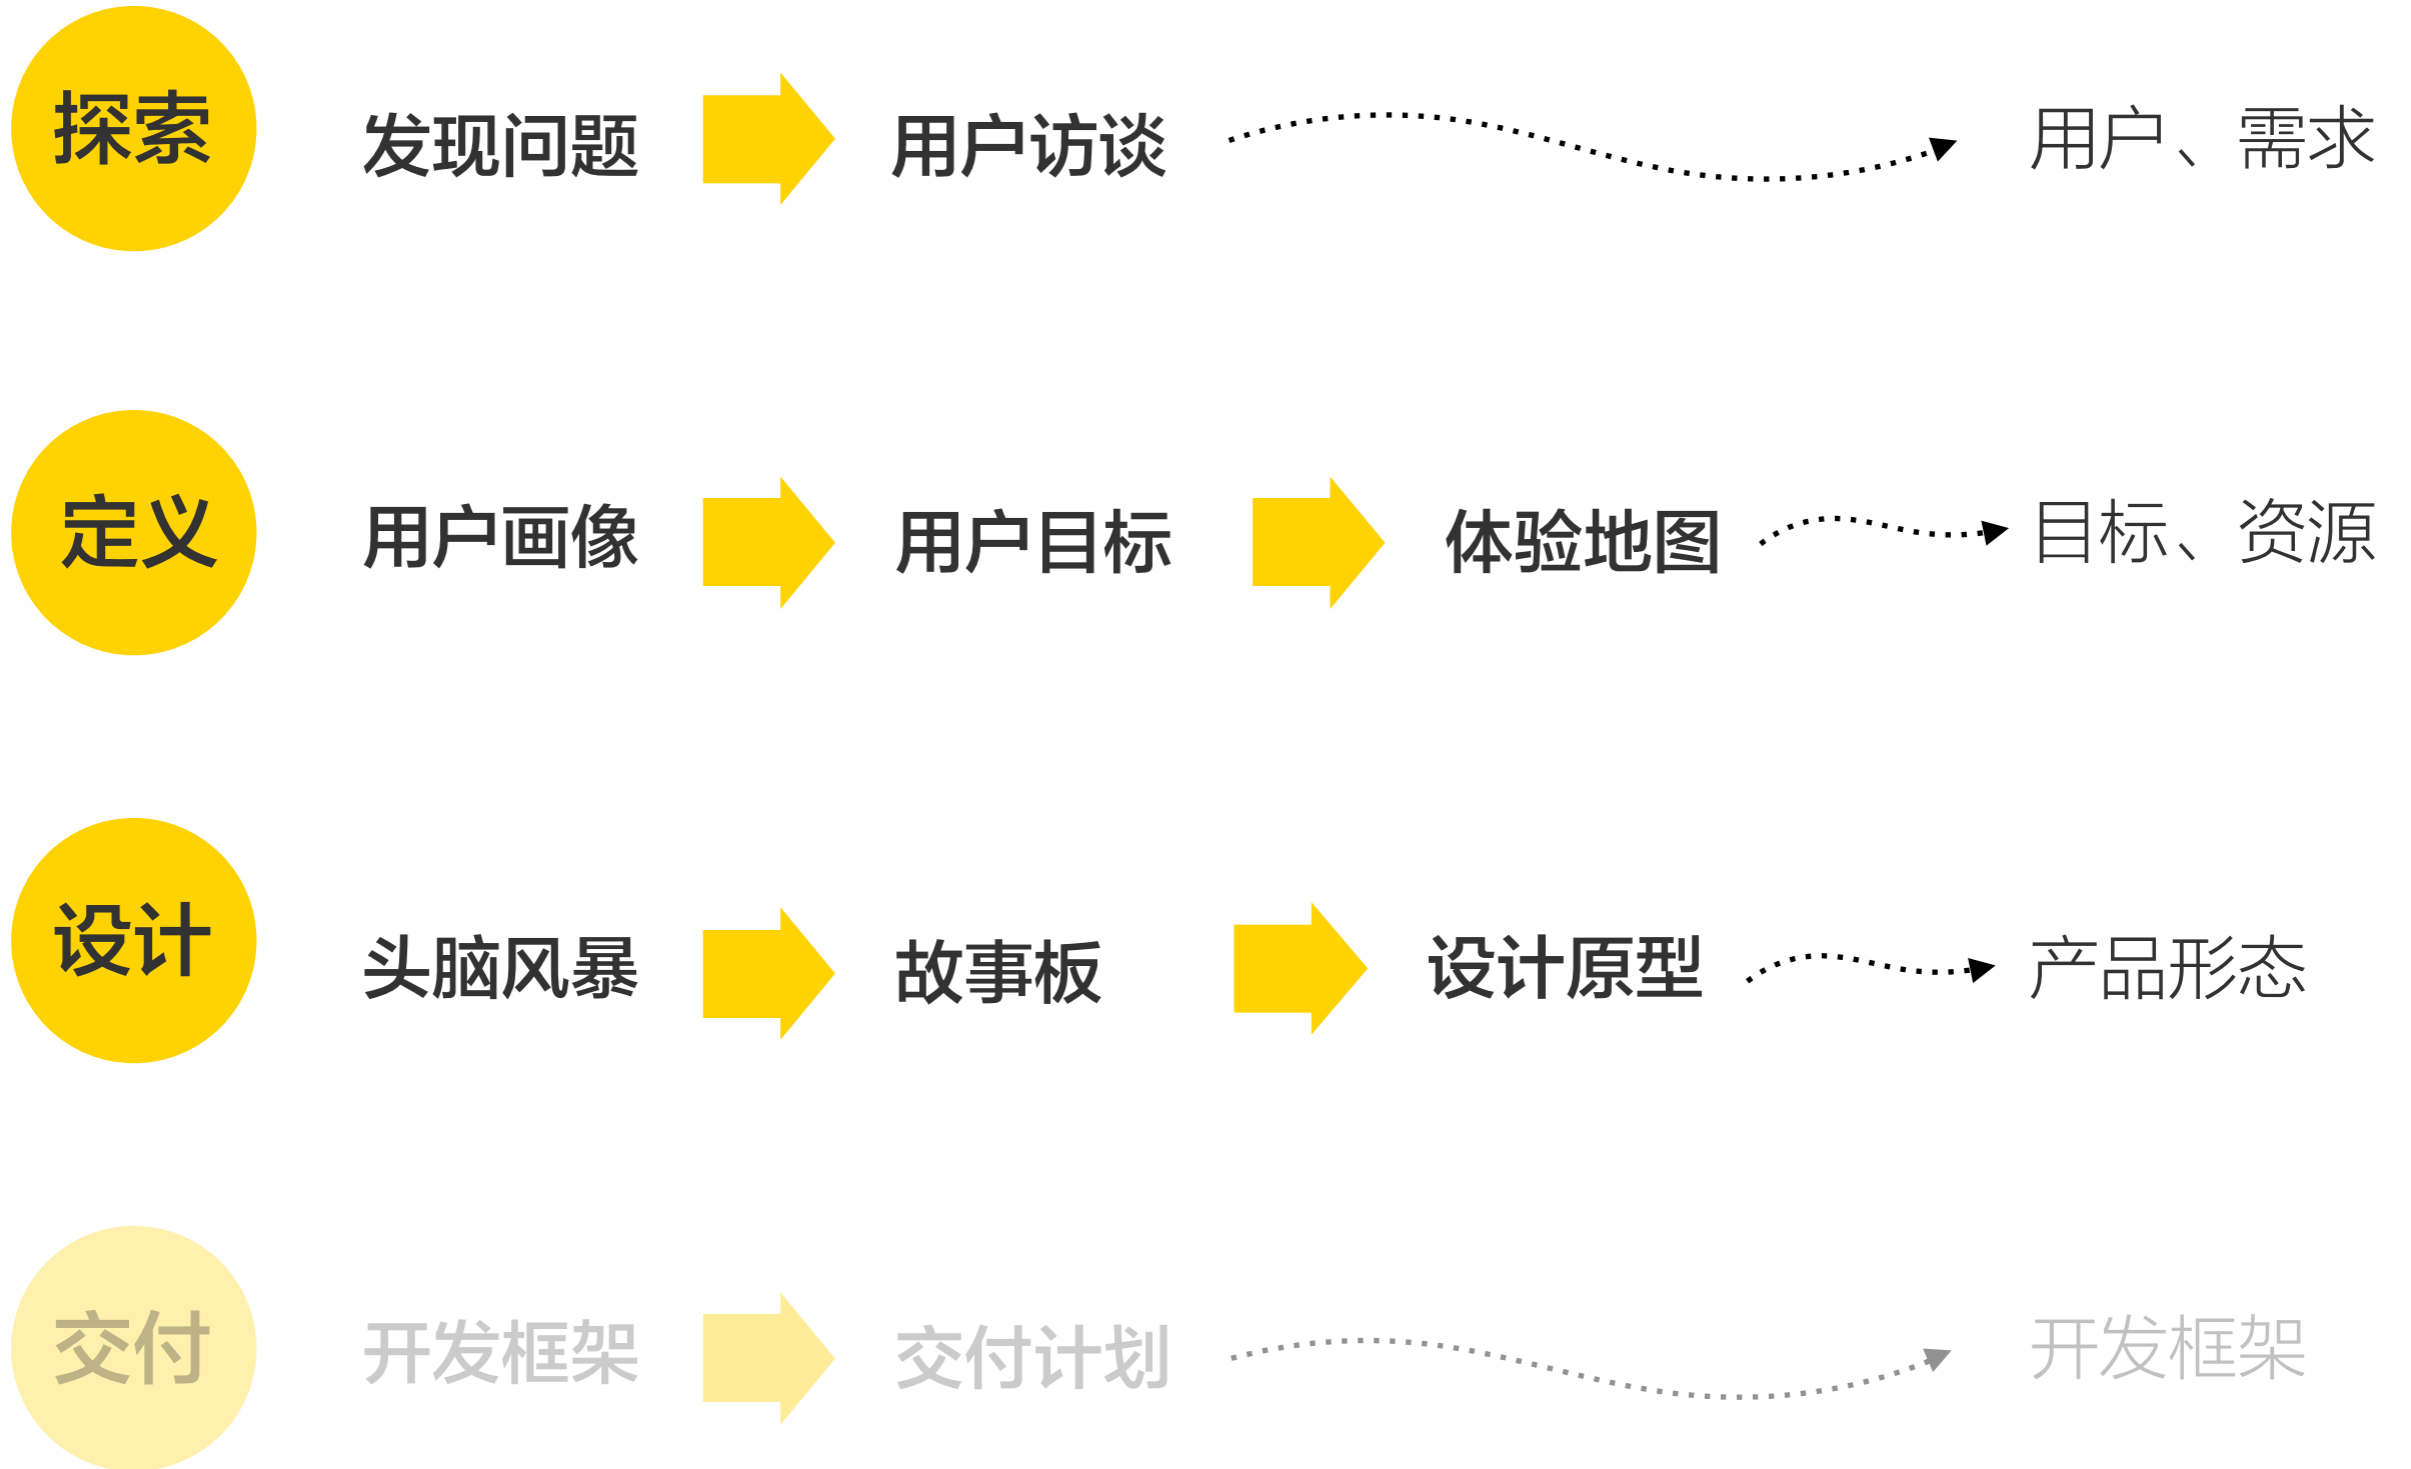 探索
发现问题
用户访谈
用户、需求
定义
用户画像
用户目标
体验地图
目标、资源
设计
头脑风暴
故事板
设计原型
产品形态
交付
开发框架
交付计划
开发框架